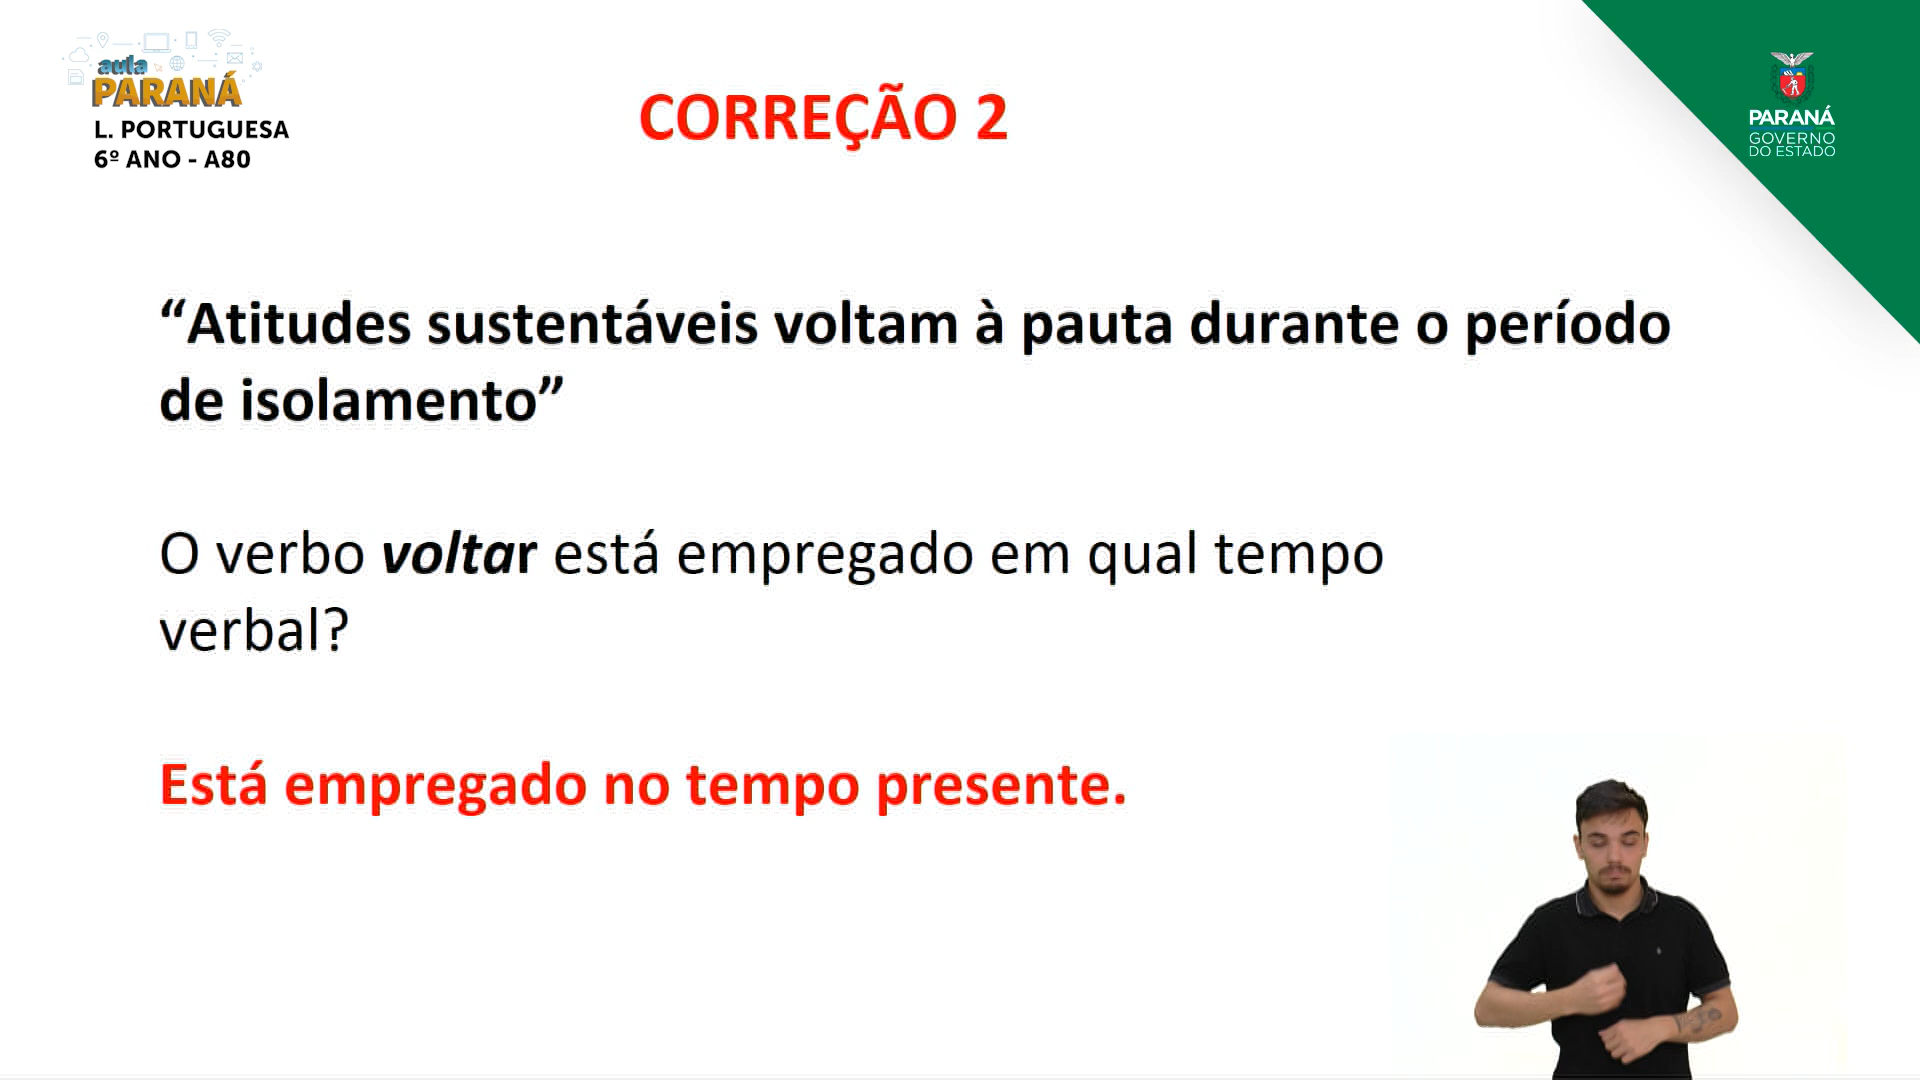 aula
PARANÁ
L. PORTUGUESA
6º ANO - A80
CORREÇÃO 2
PARANÁ
GOVERNO
DO ESTADO
“Atitudes sustentáveis voltam à pauta durante o período
de isolamento”
O verbo voltar está empregado em qual tempo
verbal?
Está empregado no tempo presente.